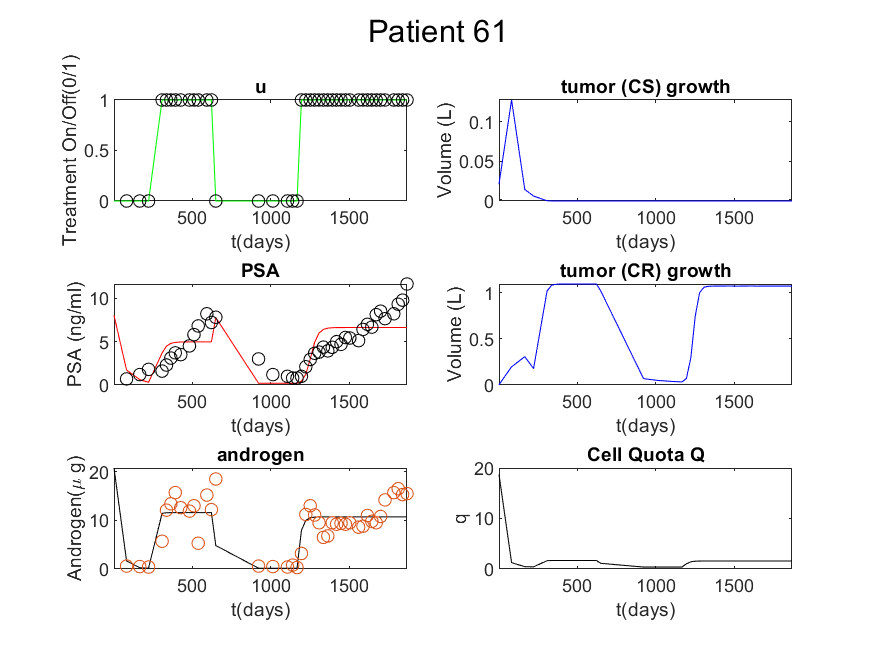 Patient 61
u
Treatment On/Off(0/1)
1
0.5
0
500 1000 1500
t(days)
tumor (CS) growth
Volume (L)
0.1
0.05
0
500 1000 1500
t(days)
PSA
PSA (ng/ml)
10
5
0
500 1000 1500
t(days)
tumor (CR) growth
Volume (L)
1
0.5
0
500 1000 1500
t(days)
androgen
Androgen(μ g)
20
10
0
500 1000 1500
t(days)
Cell Quota Q
q
20
10
0
500 1000 1500
t(days)